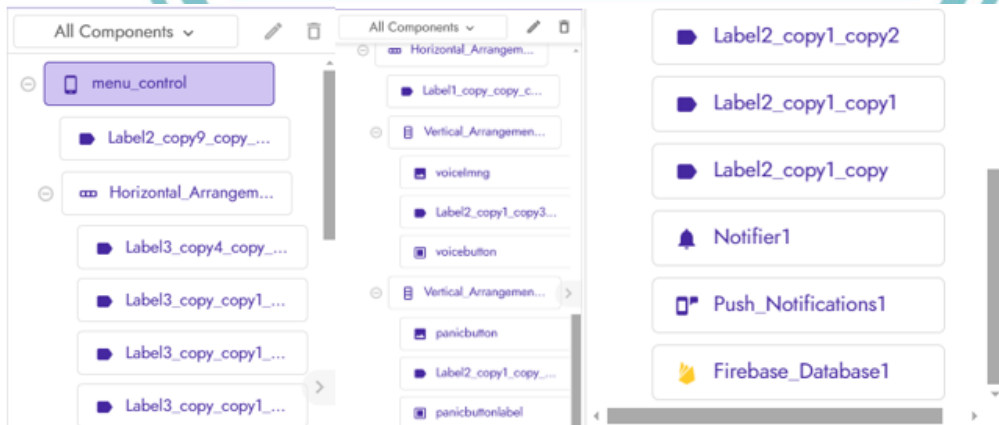 All Components
menu_control
Label2_copy9_copy_...
Horizontal_Arrangem...
Label3_copy4_copy_...
Label3_copy_copy1_...
Label3_copy_copy1_...
Label3_copy_copy1_...
All Components
Horizontal_Arrangem...
Label1_copy_copy_c...
Vertical_Arrangemen...
voiceImng
Label2_copy1_copy3...
voicebutton
Vertical_Arrangemen...
panicbutton
Label2_copy1_copy_...
panicbuttonlabel
Label2_copy1_copy2
Label2_copy1_copy1
Label2_copy1_copy
Notifier1
Push_Notifications1
Firebase_Database1